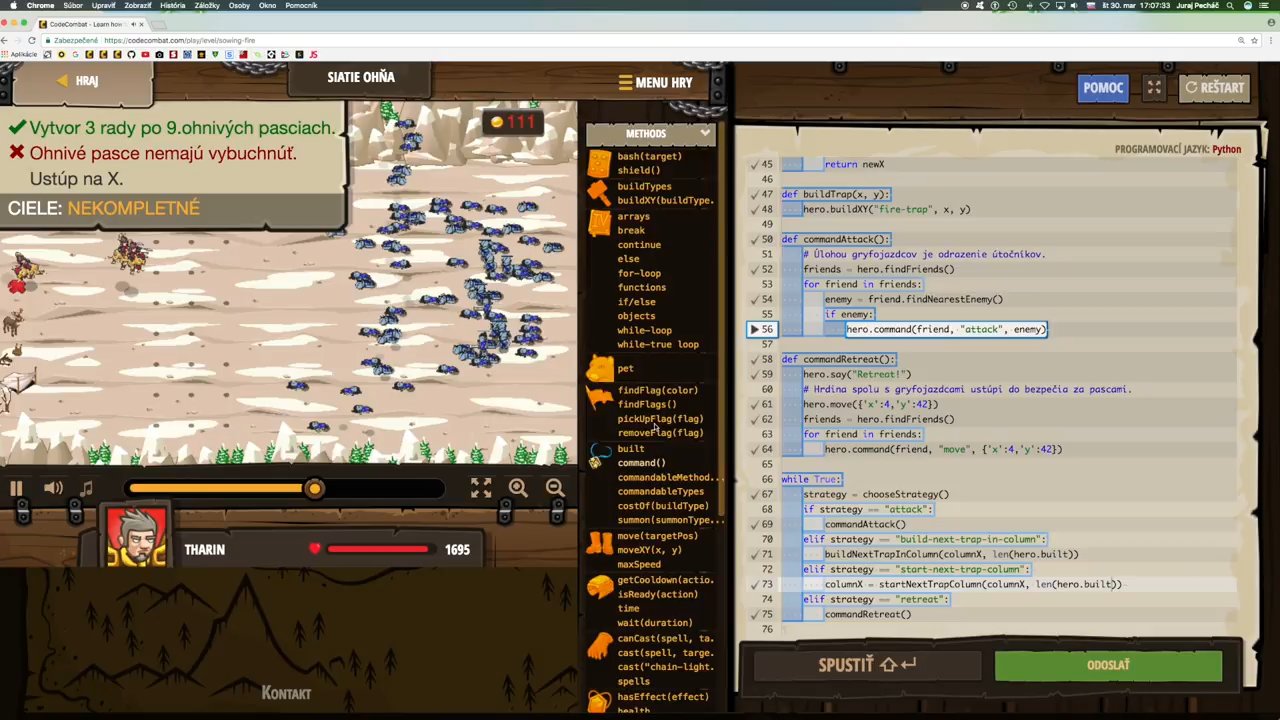 Chrome Súbor Upraviť Zobraziť História Záložky Osoby Okno Pomocník
št 30. mar 17:07:33 Juraj Pecháč
CodeCombat - Learn how
Zabezpečené https://codecombat.com/play/level/sowing-fire
Aplikácie
HRAJ
SIATIE OHŇA
MENU HRY
POMOC
REŠTART
Vytvor 3 rady po 9.ohnivých pasciach.
Ohnivé pasce nemajú vybuchnúť.
Ustúp na X.
CIELE: NEKOMPLETNÉ
111
METHODS
bash(target)
shield()
buildTypes
buildXY(buildType.
arrays
break
continue
else
for-loop
functions
if/else
objects
while-loop
while-true loop
pet
findFlag(color)
findFlags()
pickUpFlag(flag)
removeFlag(flag)
built
command()
commandableMethod...
commandableTypes
costOf(buildType)
summon(summonType...
move(targetPos)
moveXY(x, y)
maxSpeed
getCooldown(actio.
isReady(action)
time
wait(duration)
canCast(spell, ta.
cast(spell, targe.
cast("chain-light.
spells
hasEffect(effect)
health
PROGRAMOVACÍ JAZYK: Python
45 return newX
46
47 def buildTrap(x, y):
48 hero.buildXY("fire-trap", x, y)
49
50 def commandAttack():
51 # Úlohou gryfojazdcov je odrazenie útočníkov.
52 friends = hero.findFriends()
53 for friend in friends:
54 enemy = friend.findNearestEnemy()
55 if enemy:
56 hero.command(friend, "attack", enemy)
57
58 def commandRetreat():
59 hero.say("Retreat!")
60 # Hrdina spolu s gryfojazdcami ustúpi do bezpečia za pascami.
61 hero.move({'x':4,'y':42})
62 friends = hero.findFriends()
63 for friend in friends:
64 hero.command(friend, "move", {'x':4,'y':42})
65
66 while True:
67 strategy = chooseStrategy()
68 if strategy == "attack":
69 commandAttack()
70 elif strategy == "build-next-trap-in-column":
71 buildNextTrapInColumn(columnX, len(hero.built))
72 elif strategy == "start-next-trap-column":
73 columnX = startNextTrapColumn(columnX, len(hero.built))
74 elif strategy == "retreat":
75 commandRetreat()
76
THARIN
1695
KONTAKT
SPUSTIŤ
ODOSLAŤ